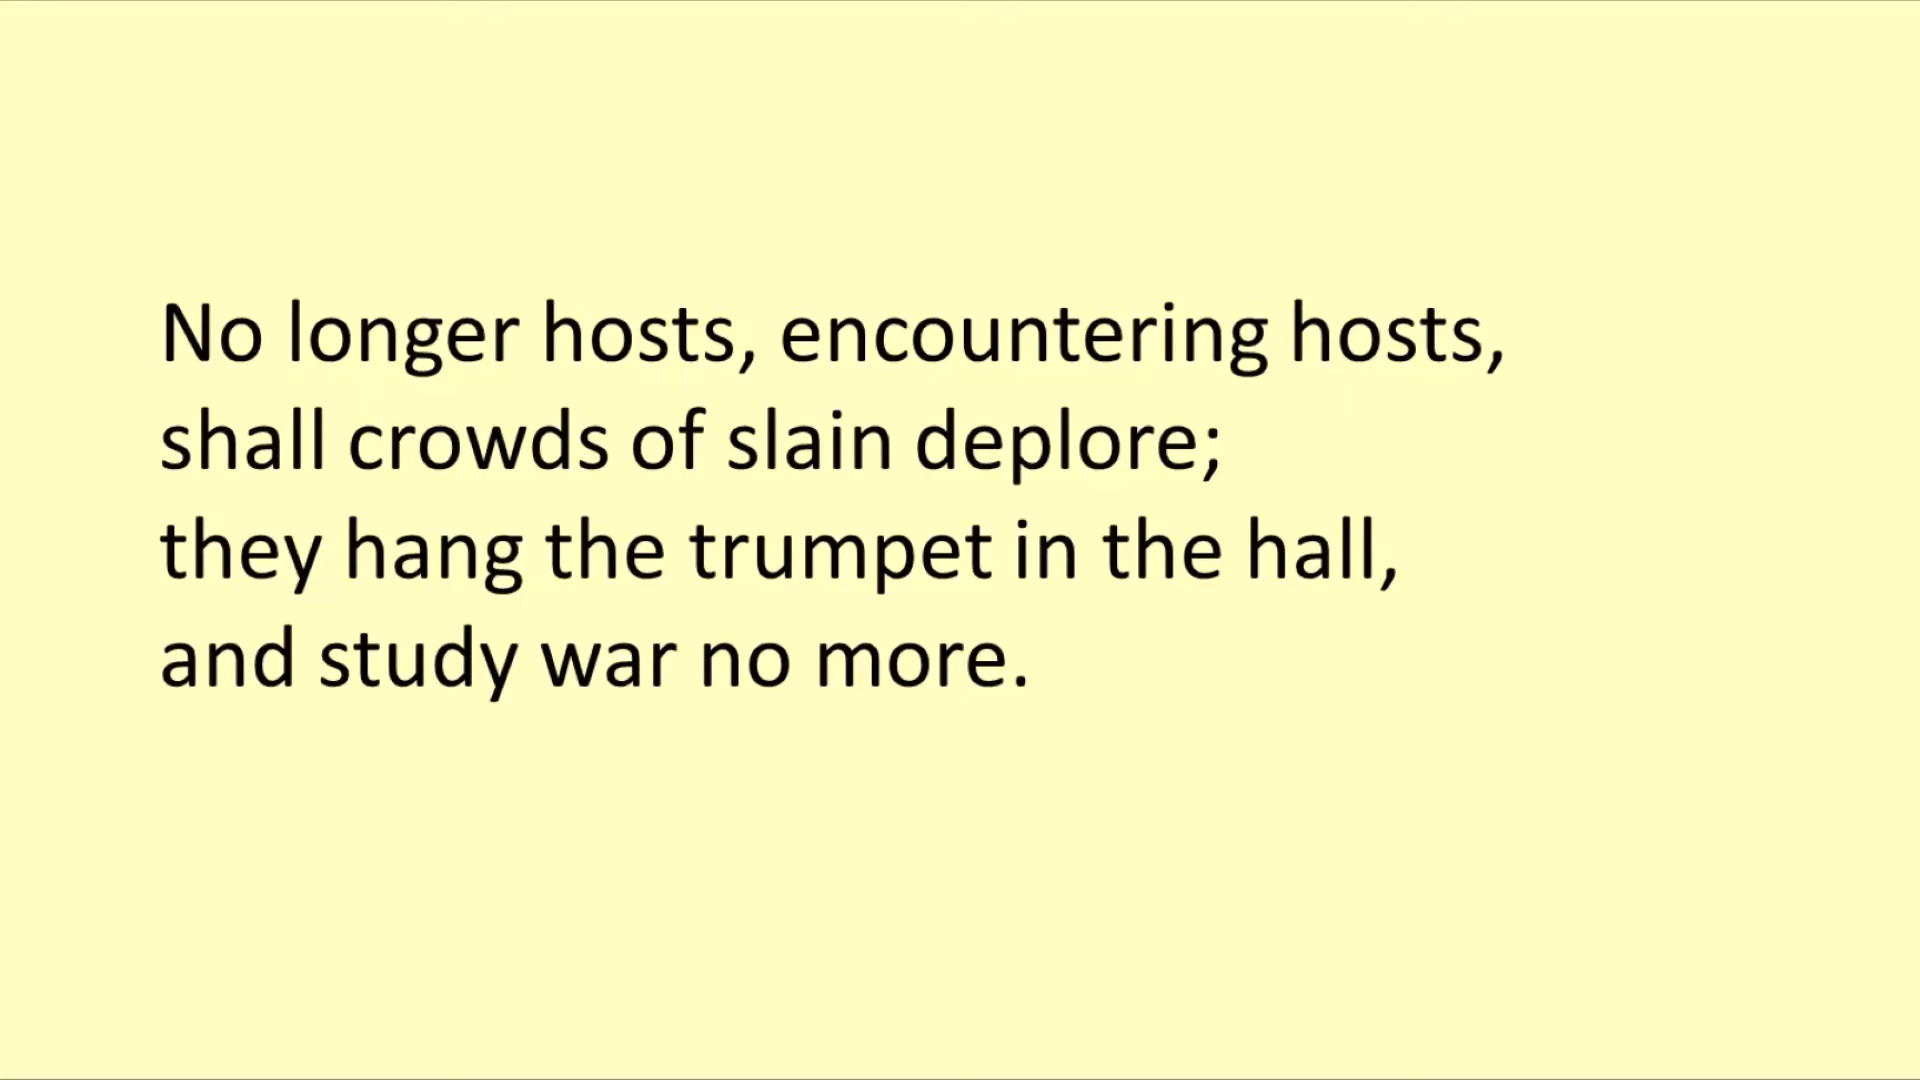 No longer hosts, encountering hosts,
shall crowds of slain deplore;
they hang the trumpet in the hall,
and study war no more.